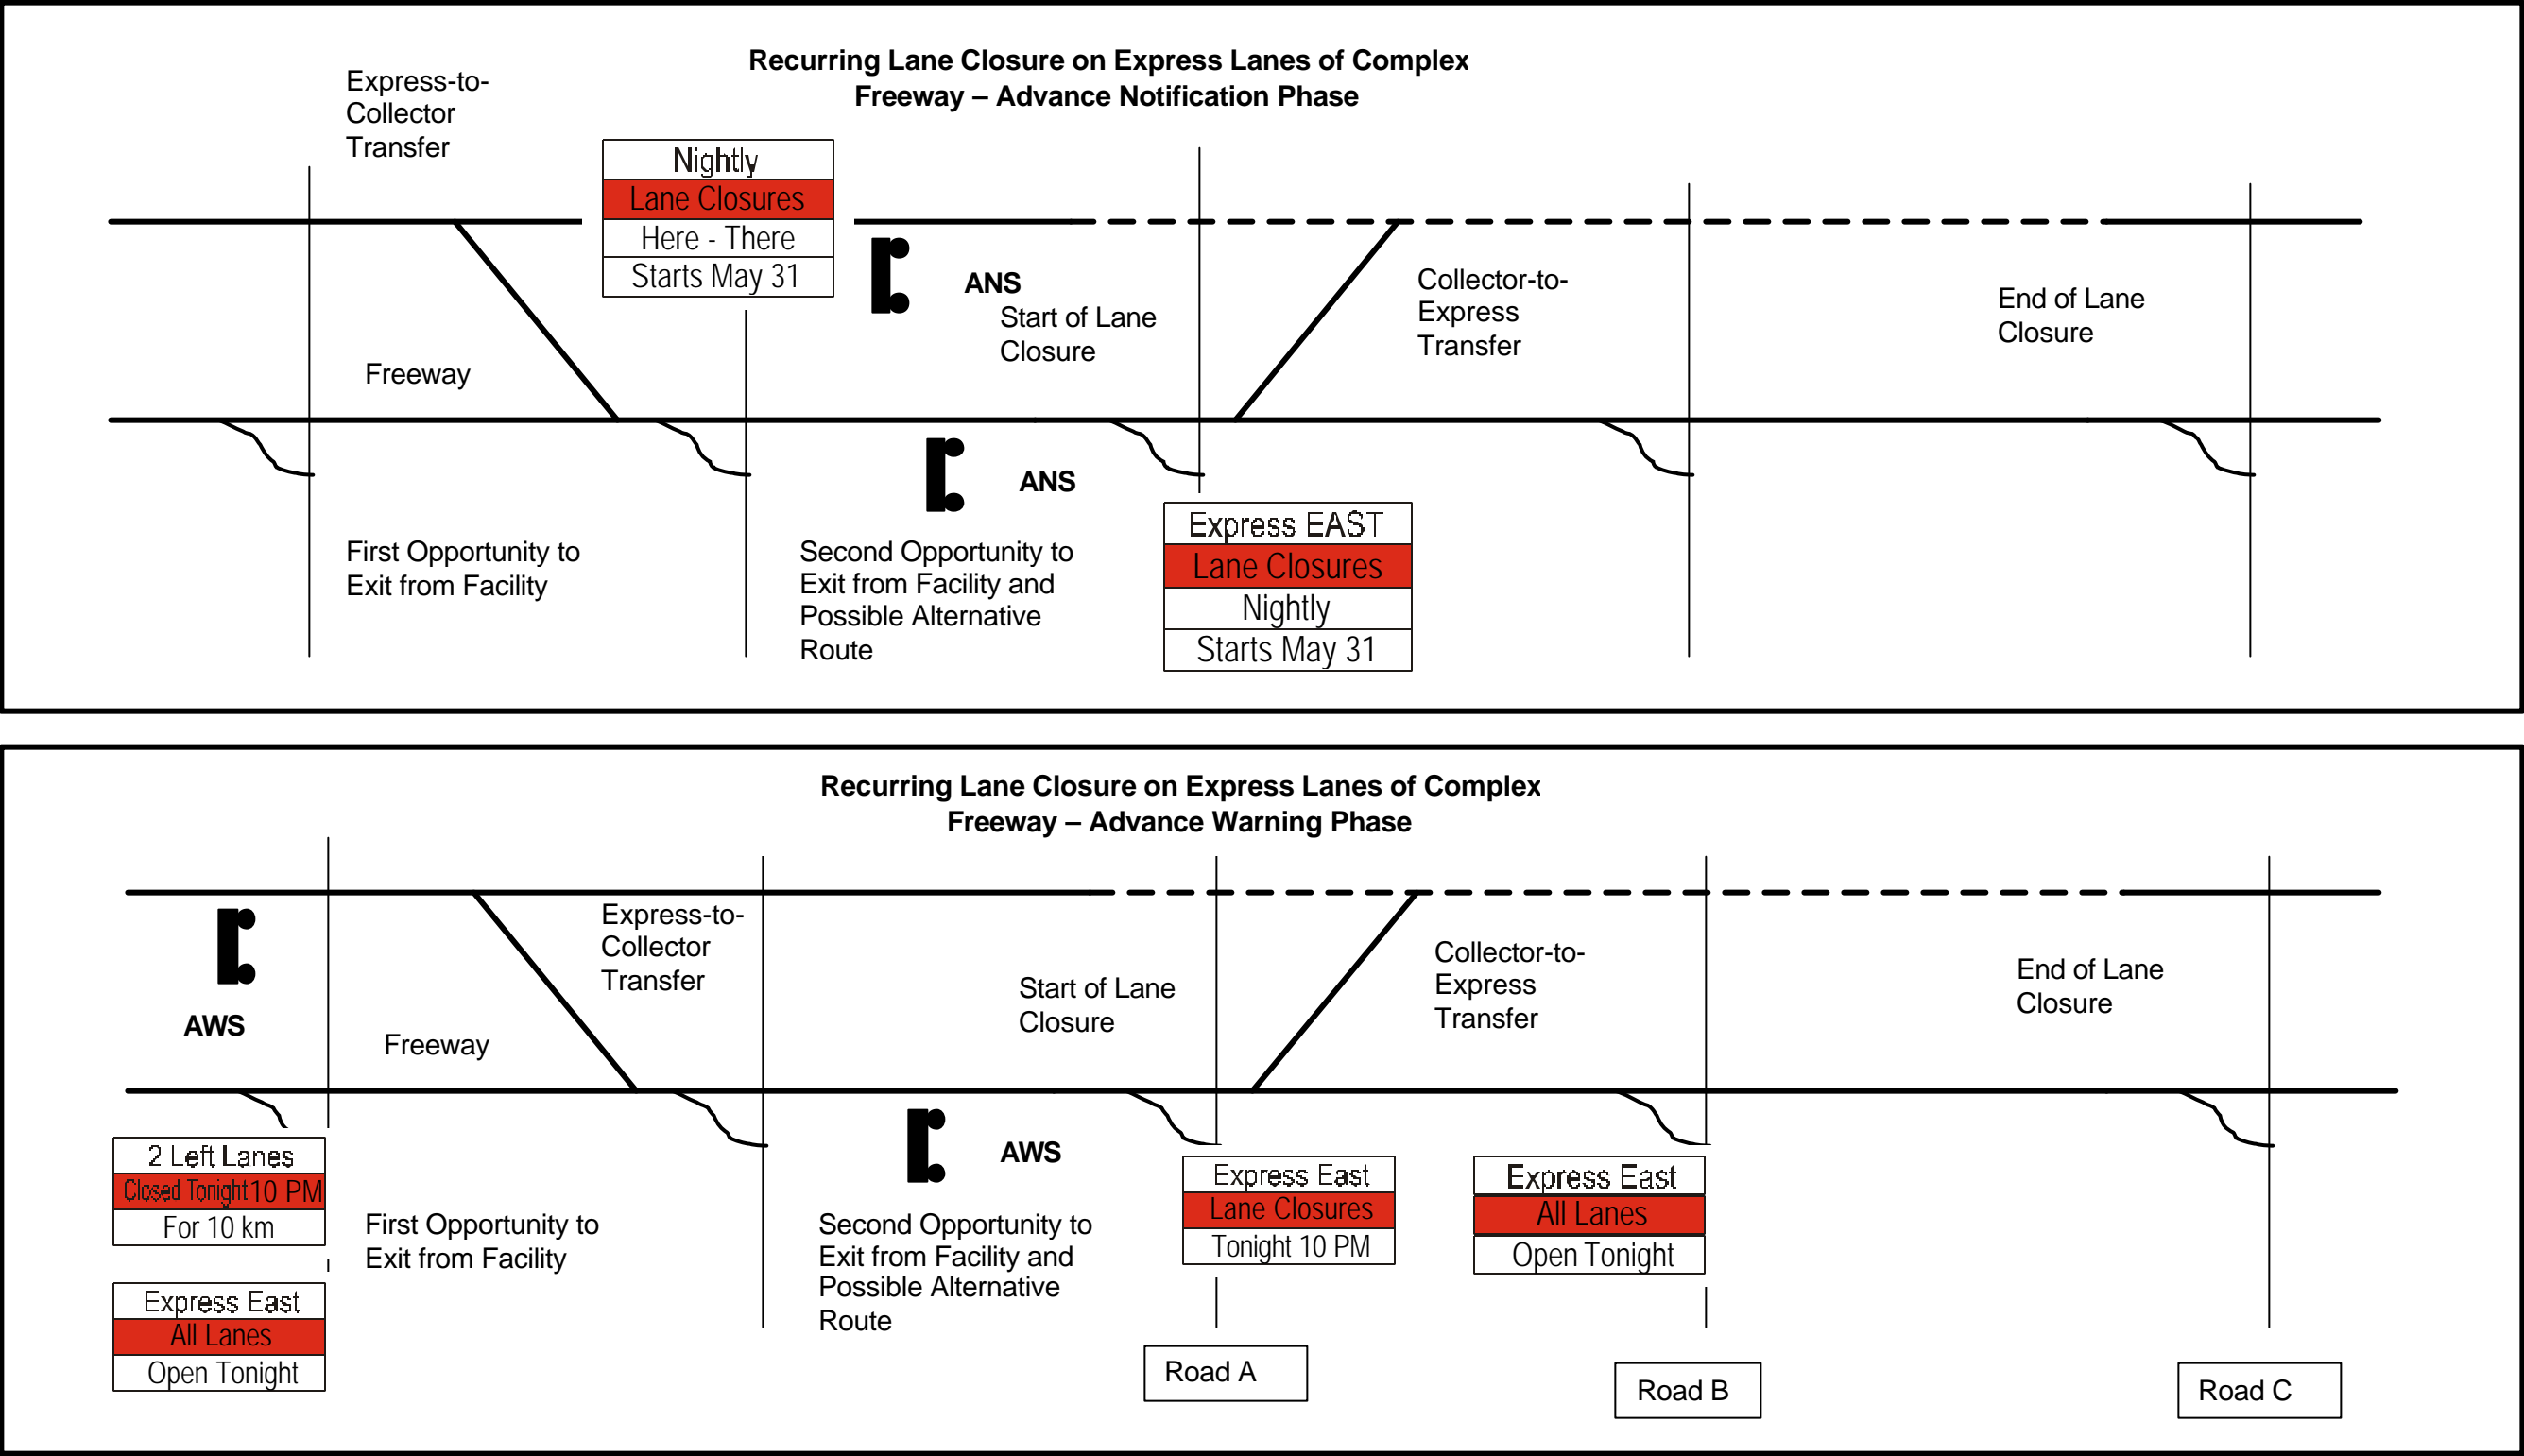 Recurring Lane Closure on Express Lanes of Complex
Freeway – Advance Notification Phase
Express-to-
Collector
Transfer
Nightly
Lane Closures
Here - There
Starts May 31
ANS
Start of Lane
Closure
Collector-to-
Express
Transfer
End of Lane
Closure
Freeway
ANS
First Opportunity to
Exit from Facility
Second Opportunity to
Exit from Facility and
Possible Alternative
Route
Express EAST
Lane Closures
Nightly
Starts May 31
Recurring Lane Closure on Express Lanes of Complex
Freeway – Advance Warning Phase
AWS
Freeway
Express-to-
Collector
Transfer
Start of Lane
Closure
Collector-to-
Express
Transfer
End of Lane
Closure
2 Left Lanes
Closed Tonight 10 PM
For 10 km
Express East
All Lanes
Open Tonight
First Opportunity to
Exit from Facility
AWS
Second Opportunity to
Exit from Facility and
Possible Alternative
Route
Express East
Lane Closures
Tonight 10 PM
Express East
All Lanes
Open Tonight
Road A
Road B
Road C